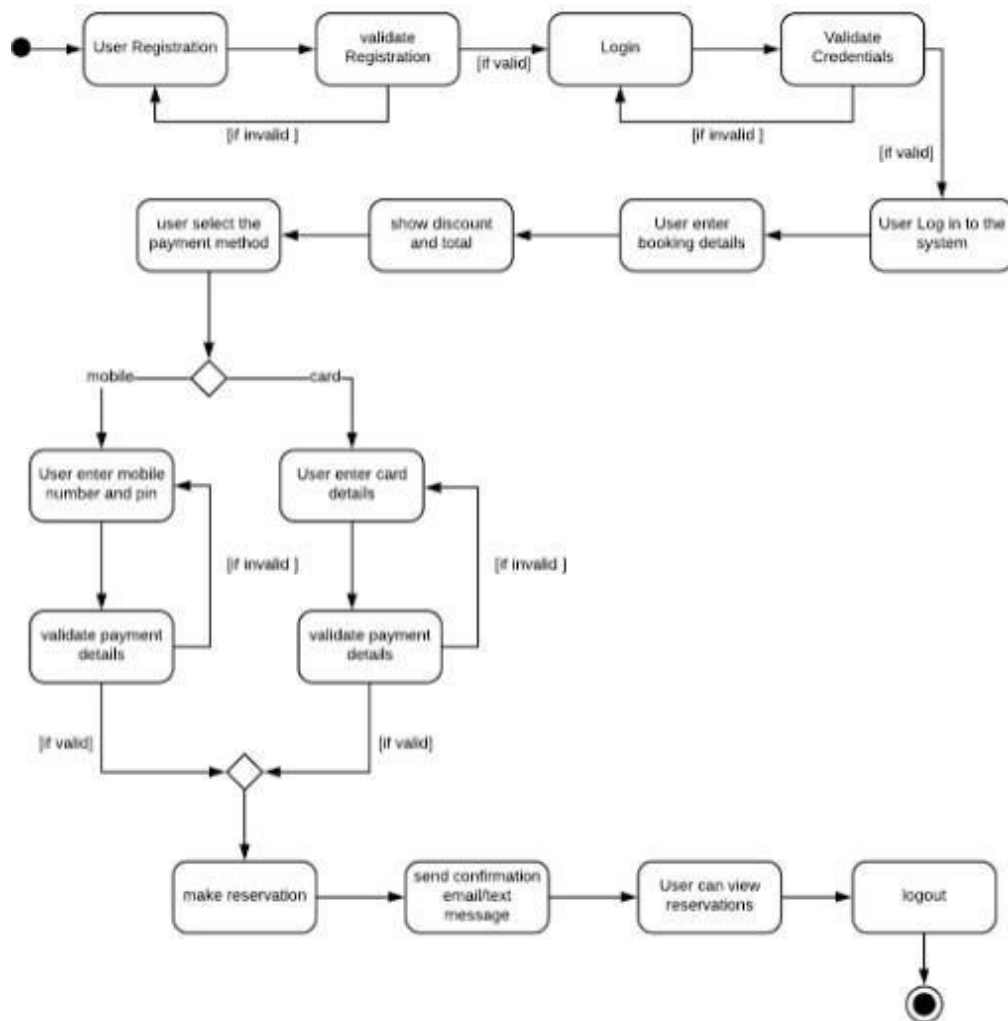 User Registration
validate
Registration
[if valid]
Login
Validate
Credentials
[if invalid ]
[if invalid ]
[if valid]
user select the
payment method
show discount
and total
User enter
booking details
User Log in to the
system
mobile
card
User enter mobile
number and pin
User enter card
details
[if invalid ]
[if invalid ]
validate payment
details
validate payment
details
[if valid]
[if valid]
make reservation
send confirmation
email/text
message
User can view
reservations
logout